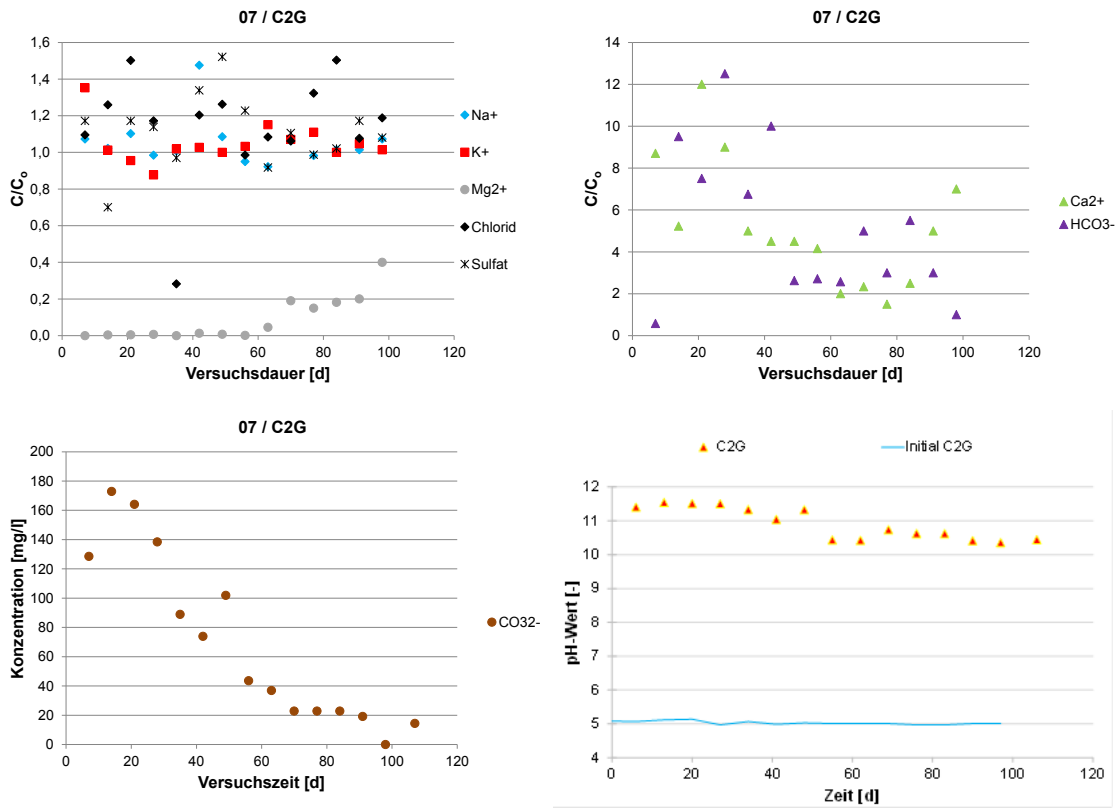 07 / C2G
1,6
1,4
1,2
1,0
0,8
0,6
0,4
0,2
0,0
C/Co
0 20 40 60 80 100 120
Versuchsdauer [d]
Na+
K+
Mg2+
Chlorid
Sulfat
07 / C2G
14
12
10
8
6
4
2
0
C/Co
0 20 40 60 80 100 120
Versuchsdauer [d]
Ca2+
HCO3-
07 / C2G
200
180
160
140
120
100
80
60
40
20
0
Konzentration [mg/l]
0 20 40 60 80 100 120
Versuchszeit [d]
CO32-
C2G Initial C2G
12
11
10
9
8
7
6
5
4
pH-Wert [-]
0 20 40 60 80 100 120
Zeit [d]